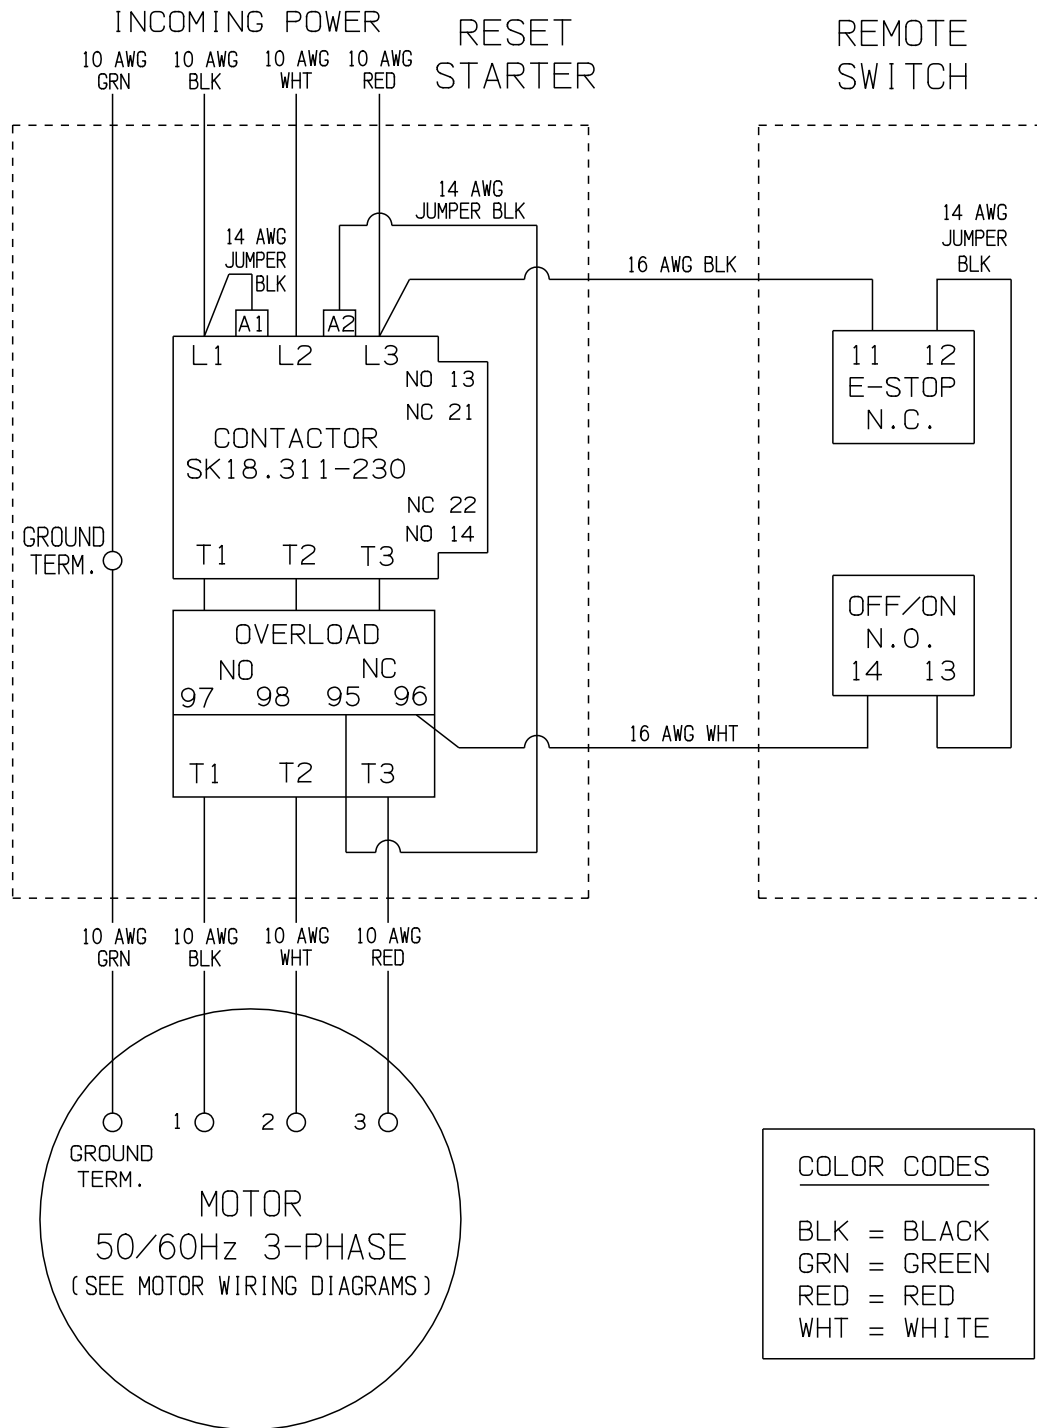 INCOMING POWER
RESET
STARTER
REMOTE
SWITCH
10 AWG
GRN
10 AWG
BLK
10 AWG
WHT
10 AWG
RED
14 AWG
JUMPER BLK
14 AWG
JUMPER
BLK
16 AWG BLK
14 AWG
JUMPER
BLK
A1
A2
L1
L2
L3
NO 13
NC 21
CONTACTOR
SK18.311-230
NC 22
NO 14
T1
T2
T3
11
12
E-STOP
N.C.
GROUND
TERM.
OVERLOAD
NO
NC
97
98
95
96
T1
T2
T3
OFF/ON
N.O.
14
13
16 AWG WHT
10 AWG
GRN
10 AWG
BLK
10 AWG
WHT
10 AWG
RED
1
2
3
GROUND
TERM.
MOTOR
50/60Hz 3-PHASE
(SEE MOTOR WIRING DIAGRAMS)
COLOR CODES
BLK = BLACK
GRN = GREEN
RED = RED
WHT = WHITE